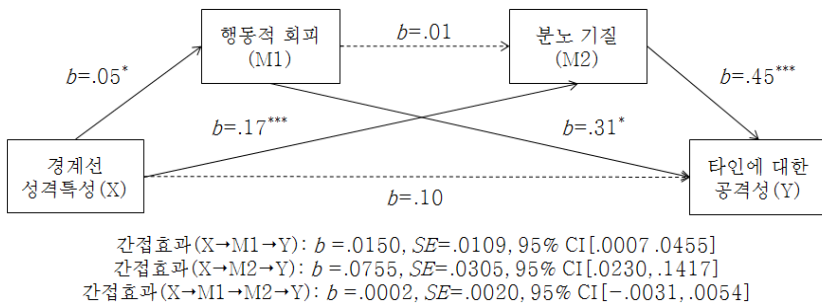 행동적 회피
(M1)
b=.01
분노 기질
(M2)
b=.05*
b=.45***
b=.17***
b=.31*
경계선
성격특성(X)
b=.10
타인에 대한
공격성(Y)
간접효과(X→M1→Y): b =.0150, SE=.0109, 95% CI[.0007 .0455]
간접효과(X→M2→Y): b =.0755, SE=.0305, 95% CI[.0230, .1417]
간접효과(X→M1→M2→Y): b =.0002, SE=.0020, 95% CI[-.0031, .0054]